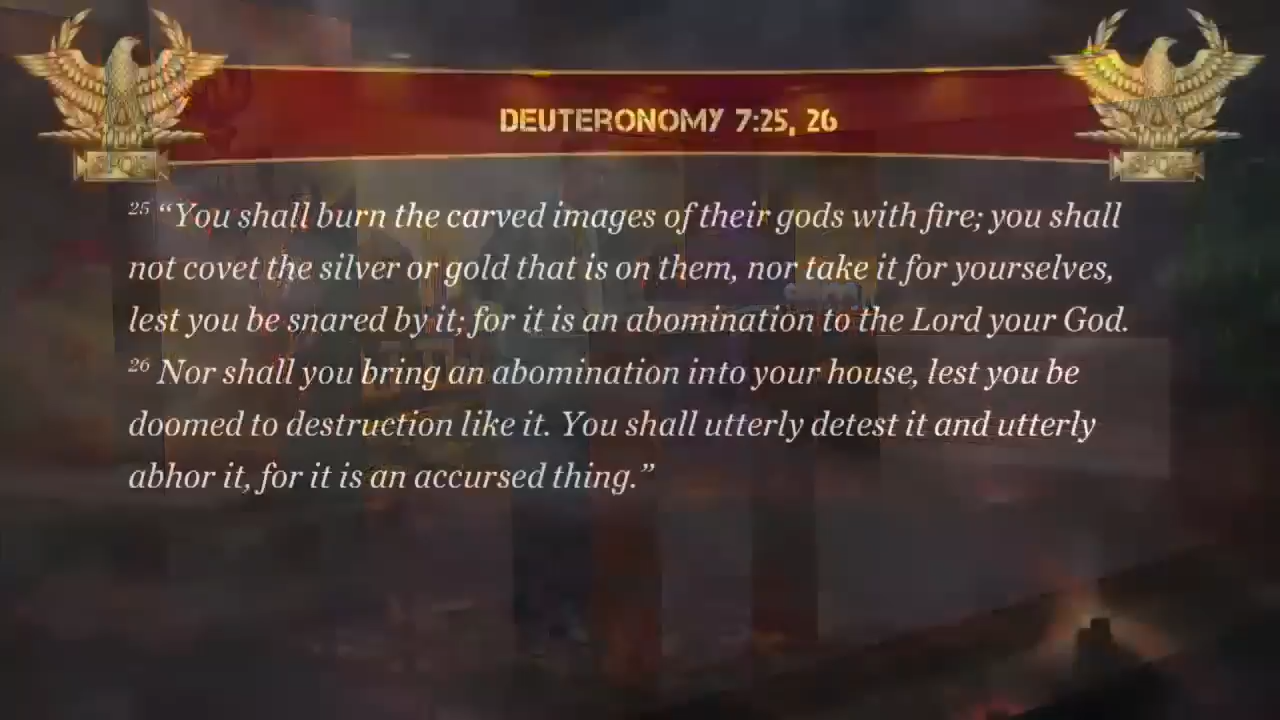 DEUTERONOMY 7:25, 26
SPQR
SPQR
25 “You shall burn the carved images of their gods with fire; you shall
not covet the silver or gold that is on them, nor take it for yourselves,
lest you be snared by it; for it is an abomination to the Lord your God.
26 Nor shall you bring an abomination into your house, lest you be
doomed to destruction like it. You shall utterly detest it and utterly
abhor it, for it is an accursed thing.”